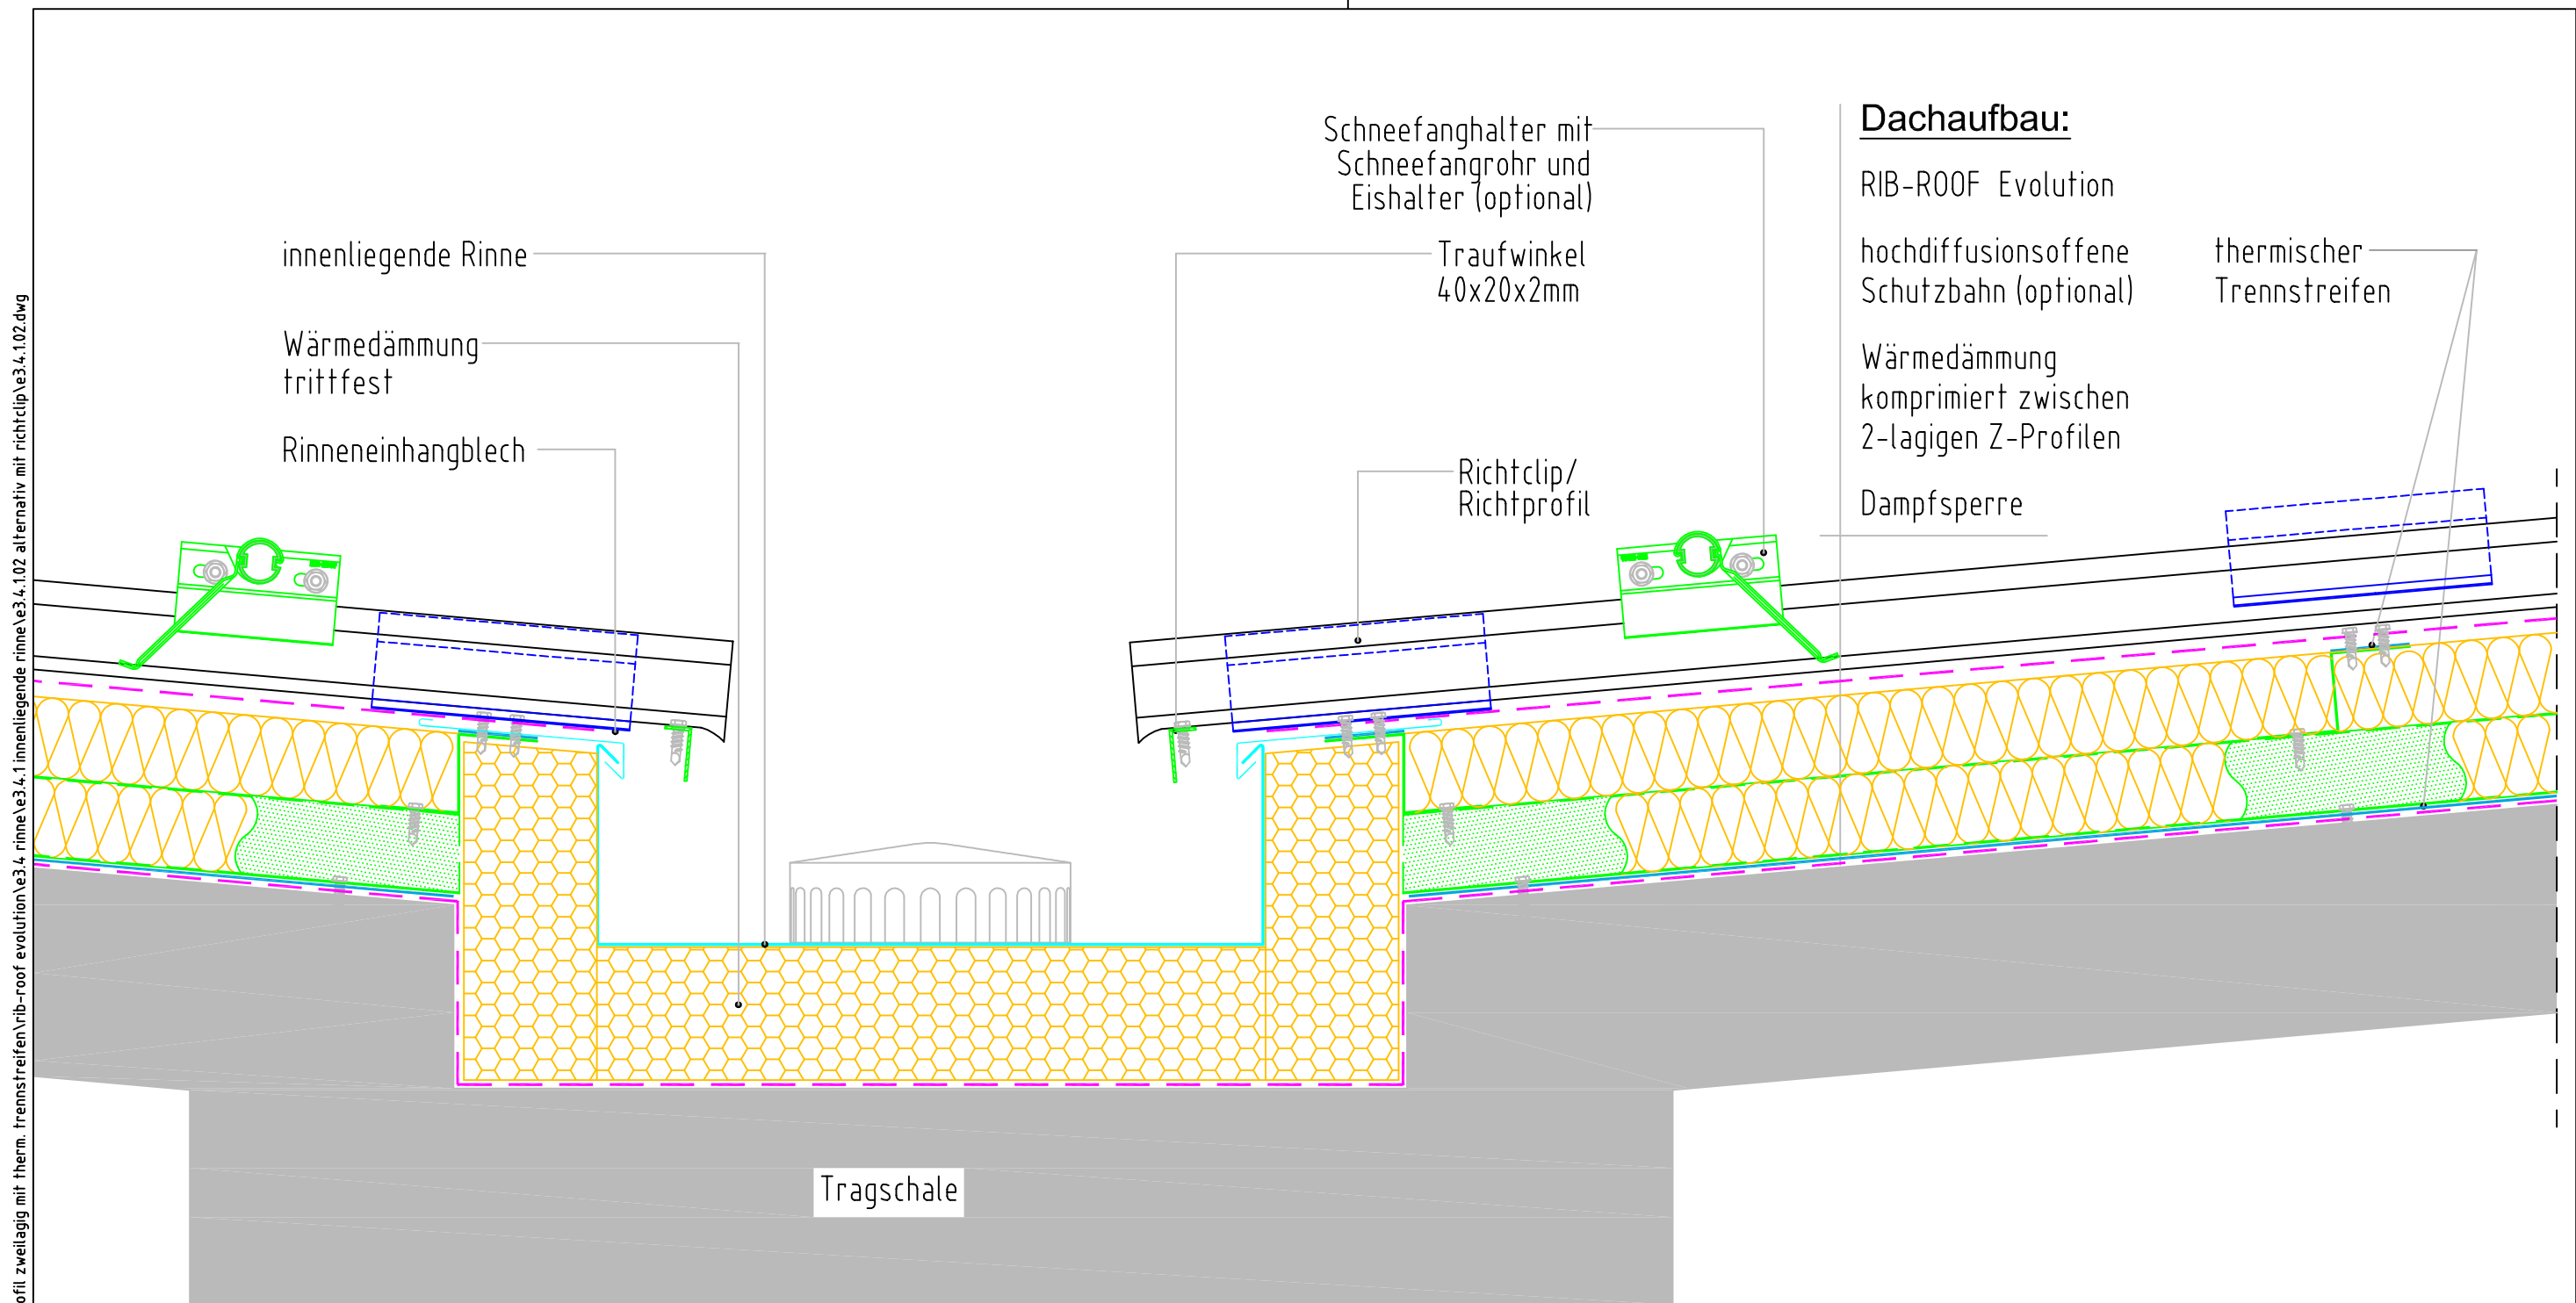 Schneefanghalter mit
Schneefangrohr und
Eishalter (optional)
Dachaufbau:
RIB-ROOF Evolution
innenliegende Rinne
Traufwinkel
40x20x2mm
hochdiffusionsoffene
Schutzbahn (optional)
thermischer
Trennstreifen
Wärmedämmung
trittfest
Wärmedämmung
komprimiert zwischen
2-lagigen Z-Profilen
Rinneneinhangblech
Richtclip/
Richtprofil
Dampfsperre
Tragschale
ofil zweilagig mit therm. trennstreifen\rib-roof evolution\e3.4 rinne\e3.4.1 innenliegende rinne\e3.4.1.02 alternativ mit richtclip\e3.4.1.02.dwg